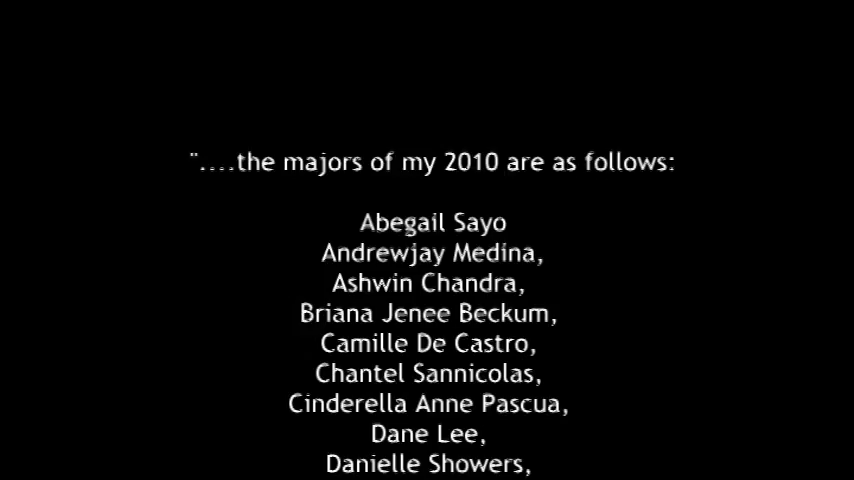 "....the majors of my 2010 are as follows:
Abegail Sayo
Andrewjay Medina,
Ashwin Chandra,
Briana Jenee Beckum,
Camille De Castro,
Chantel Sannicolas,
Cinderella Anne Pascua,
Dane Lee,
Danielle Showers,